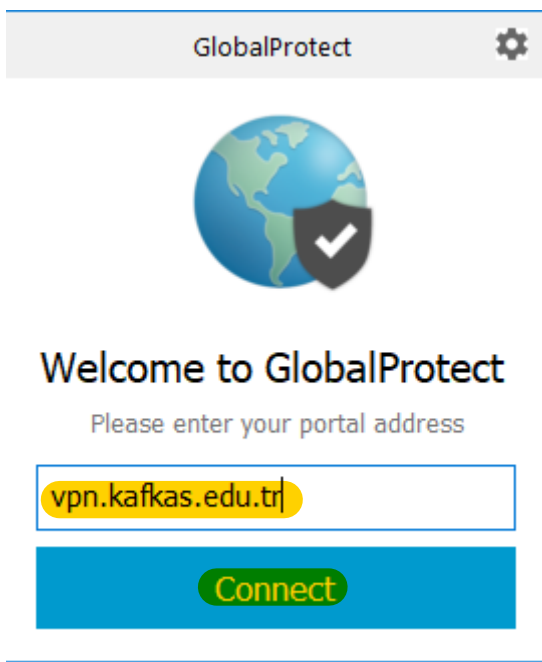 GlobalProtect
Welcome to GlobalProtect
Please enter your portal address
vpn.kafkas.edu.tr
Connect